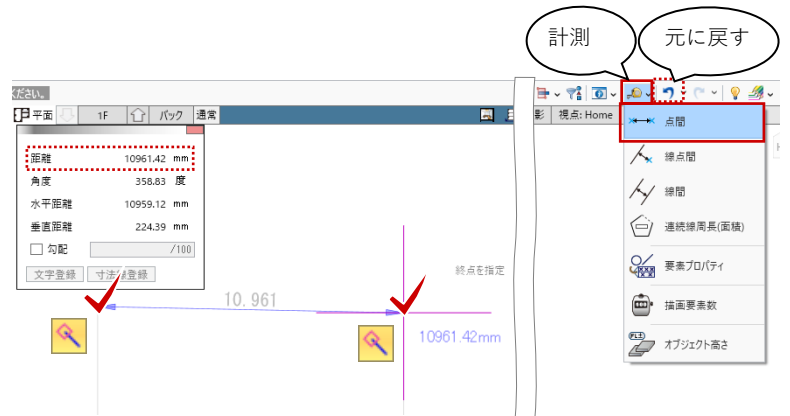 計測
元に戻す
ください。
平面
1F
バック
通常
影
視点: Home
距離 10961.42 mm
角度 358.83 度
水平距離 10959.12 mm
垂直距離 224.39 mm
勾配 /100
文字登録
寸法線登録
点間
線点間
線間
連続線周長(面積)
要素プロパティ
描画要素数
FL±
オブジェクト高さ
終点を指定
10.961
10961.42mm